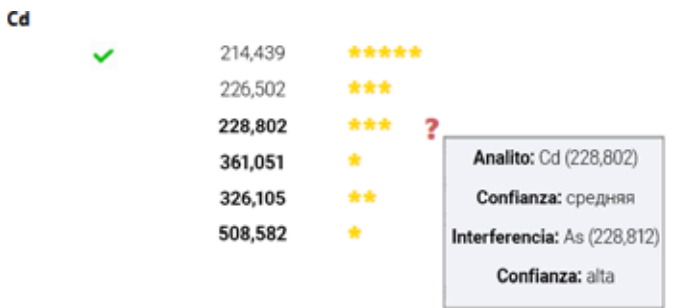 Cd
214,439 *****
226,502 ***
228,802 *** ?
361,051 *
326,105 **
508,582 *
Analito: Cd (228,802)
Confianza: средняя
Interferencia: As (228,812)
Confianza: alta